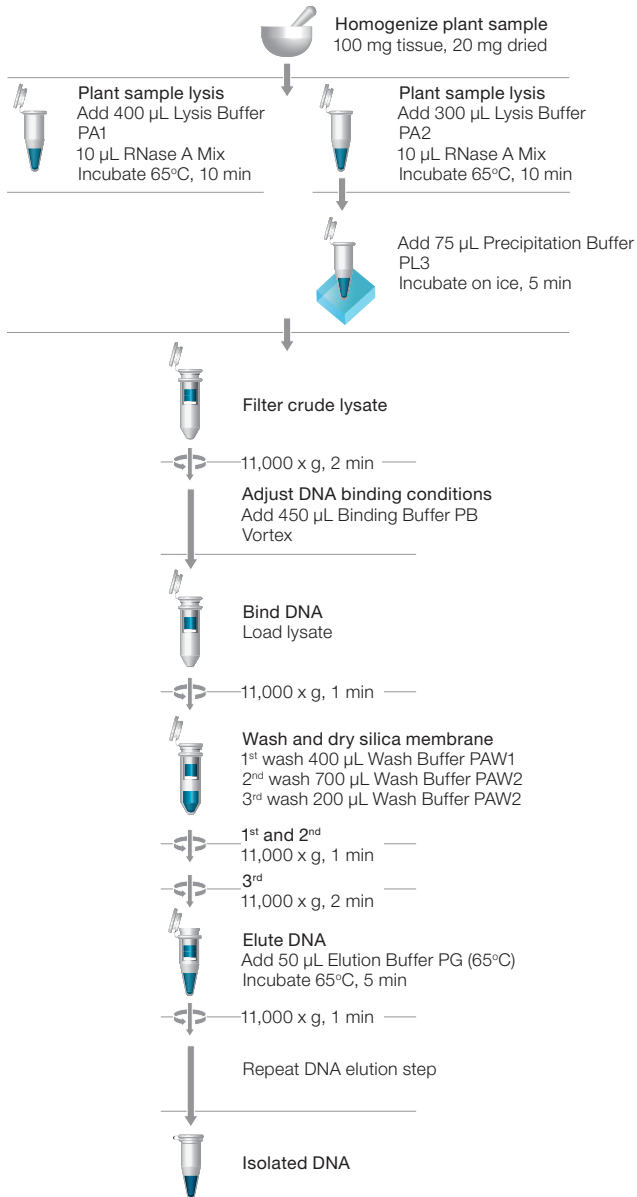 Homogenize plant sample
100 mg tissue, 20 mg dried
Plant sample lysis
Add 400 µL Lysis Buffer
PA1
10 µL RNase A Mix
Incubate 65ºC, 10 min
Plant sample lysis
Add 300 µL Lysis Buffer
PA2
10 µL RNase A Mix
Incubate 65ºC, 10 min
Add 75 µL Precipitation Buffer
PL3
Incubate on ice, 5 min
Filter crude lysate
11,000 x g, 2 min
Adjust DNA binding conditions
Add 450 µL Binding Buffer PB
Vortex
Bind DNA
Load lysate
11,000 x g, 1 min
Wash and dry silica membrane
1st wash 400 µL Wash Buffer PAW1
2nd wash 700 µL Wash Buffer PAW2
3rd wash 200 µL Wash Buffer PAW2
1st and 2nd
11,000 x g, 1 min
3rd
11,000 x g, 2 min
Elute DNA
Add 50 µL Elution Buffer PG (65ºC)
Incubate 65ºC, 5 min
11,000 x g, 1 min
Repeat DNA elution step
Isolated DNA